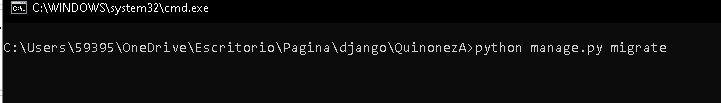 C:\WINDOWS\system32\cmd.exe
C:\Users\59395\OneDrive\Escritorio\Pagina\django\QuinonezA>python manage.py migrate